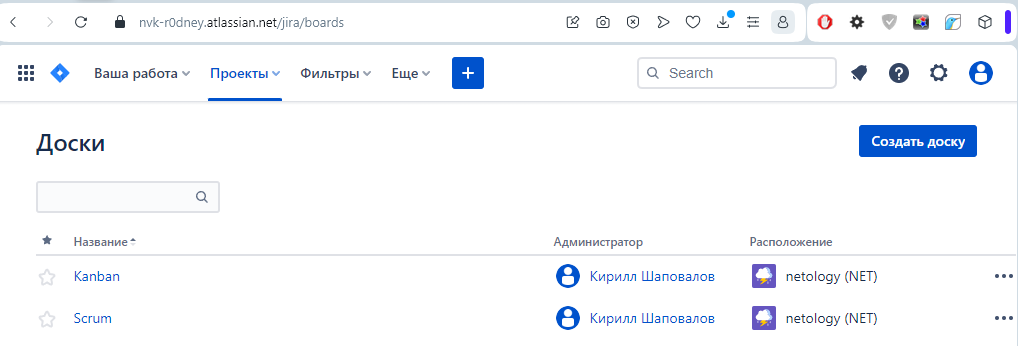 nvk-r0dney.atlassian.net/jira/boards
Ваша работа Проекты Фильтры Еще + Search
Доски Создать доску
Название Администратор Расположение
Kanban Кирилл Шаповалов netology (NET)
Scrum Кирилл Шаповалов netology (NET)